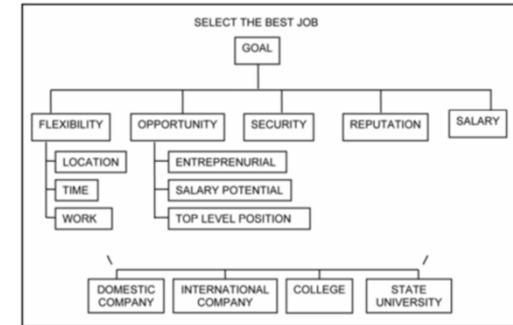 SELECT THE BEST JOB
GOAL
FLEXIBILITY
OPPORTUNITY
SECURITY
REPUTATION
SALARY
LOCATION
TIME
WORK
ENTREPRENURIAL
SALARY POTENTIAL
TOP LEVEL POSITION
DOMESTIC
COMPANY
INTERNATIONAL
COMPANY
COLLEGE
STATE
UNIVERSITY